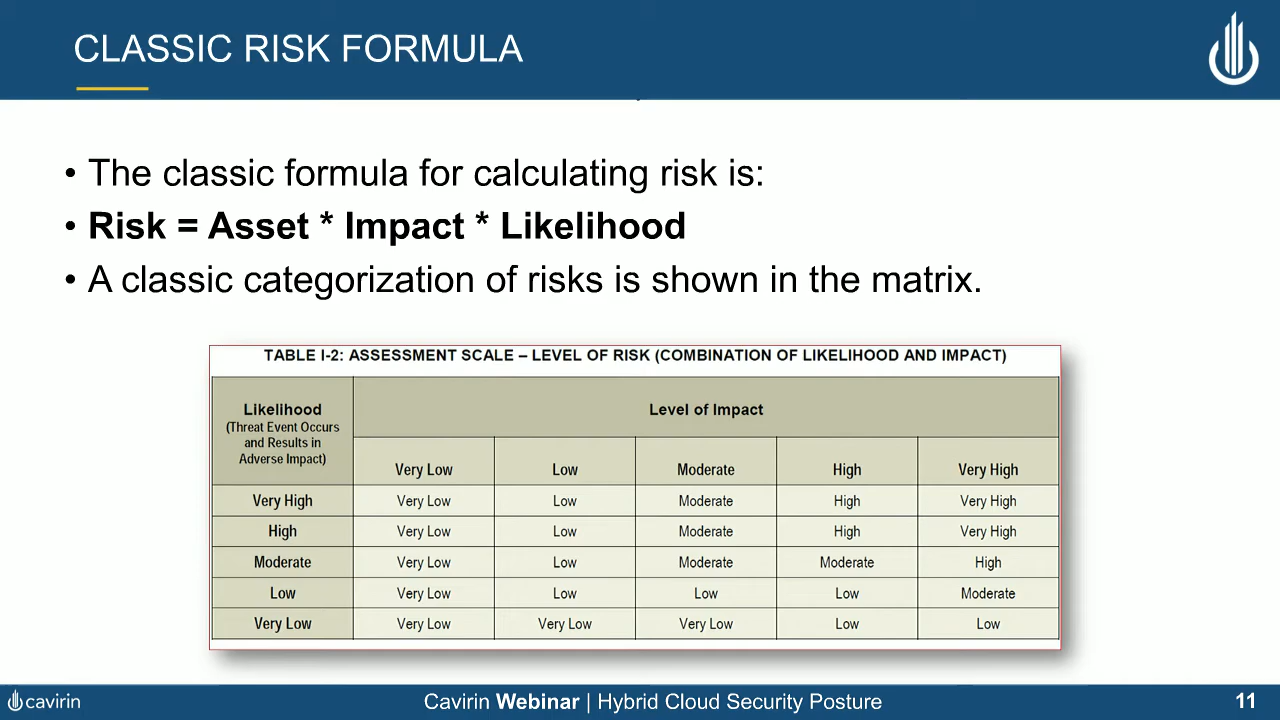 CLASSIC RISK FORMULA
• The classic formula for calculating risk is:
• Risk = Asset * Impact * Likelihood
• A classic categorization of risks is shown in the matrix.
TABLE I-2: ASSESSMENT SCALE – LEVEL OF RISK (COMBINATION OF LIKELIHOOD AND IMPACT)
Likelihood
(Threat Event Occurs
and Results in
Adverse Impact)
Level of Impact
Very Low Low Moderate High Very High
Very High Very Low Low Moderate High Very High
High Very Low Low Moderate High Very High
Moderate Very Low Low Moderate Moderate High
Low Very Low Low Low Low Moderate
Very Low Very Low Very Low Very Low Low Low
cavirin
Cavirin Webinar | Hybrid Cloud Security Posture
11